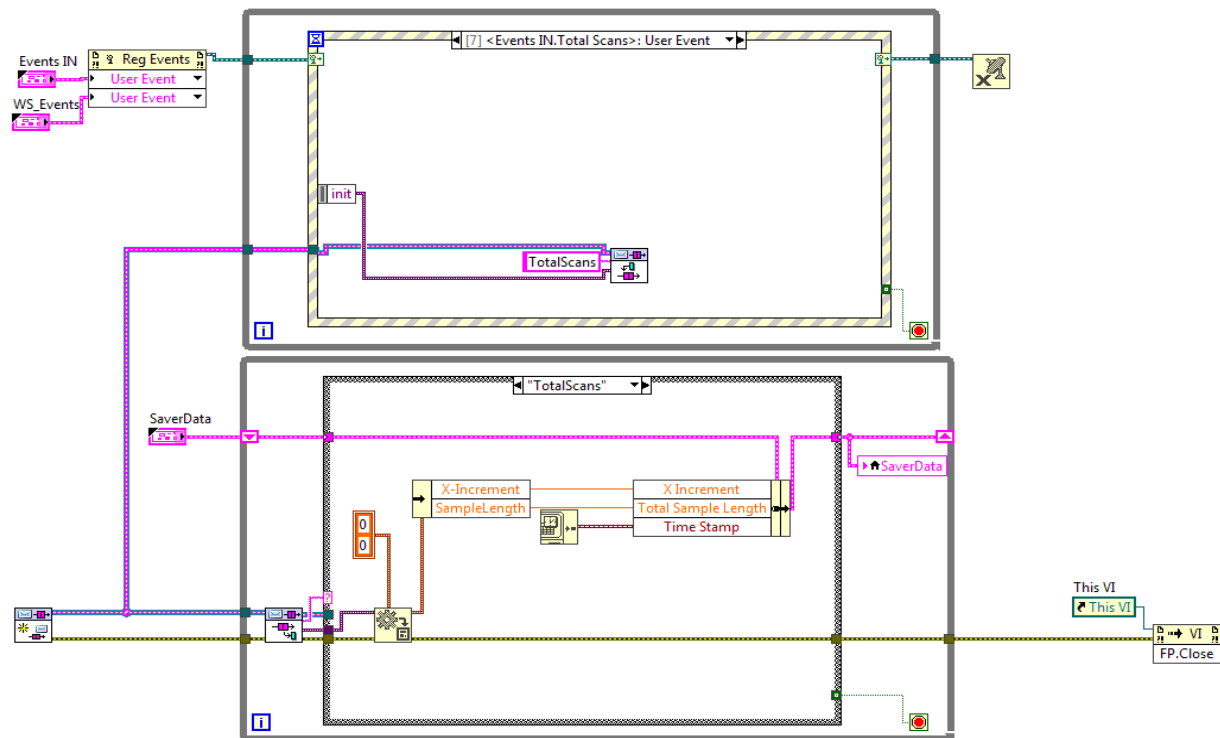 [7] <Events IN.Total Scans>: User Event
Events IN
Reg Events
User Event
WS_Events
User Event
init
TotalScans
i
"TotalScans"
SaverData
SaverData
X-Increment
X Increment
SampleLength
Total Sample Length
Time Stamp
0
0
?
This VI
This VI
VI
FP.Close
i